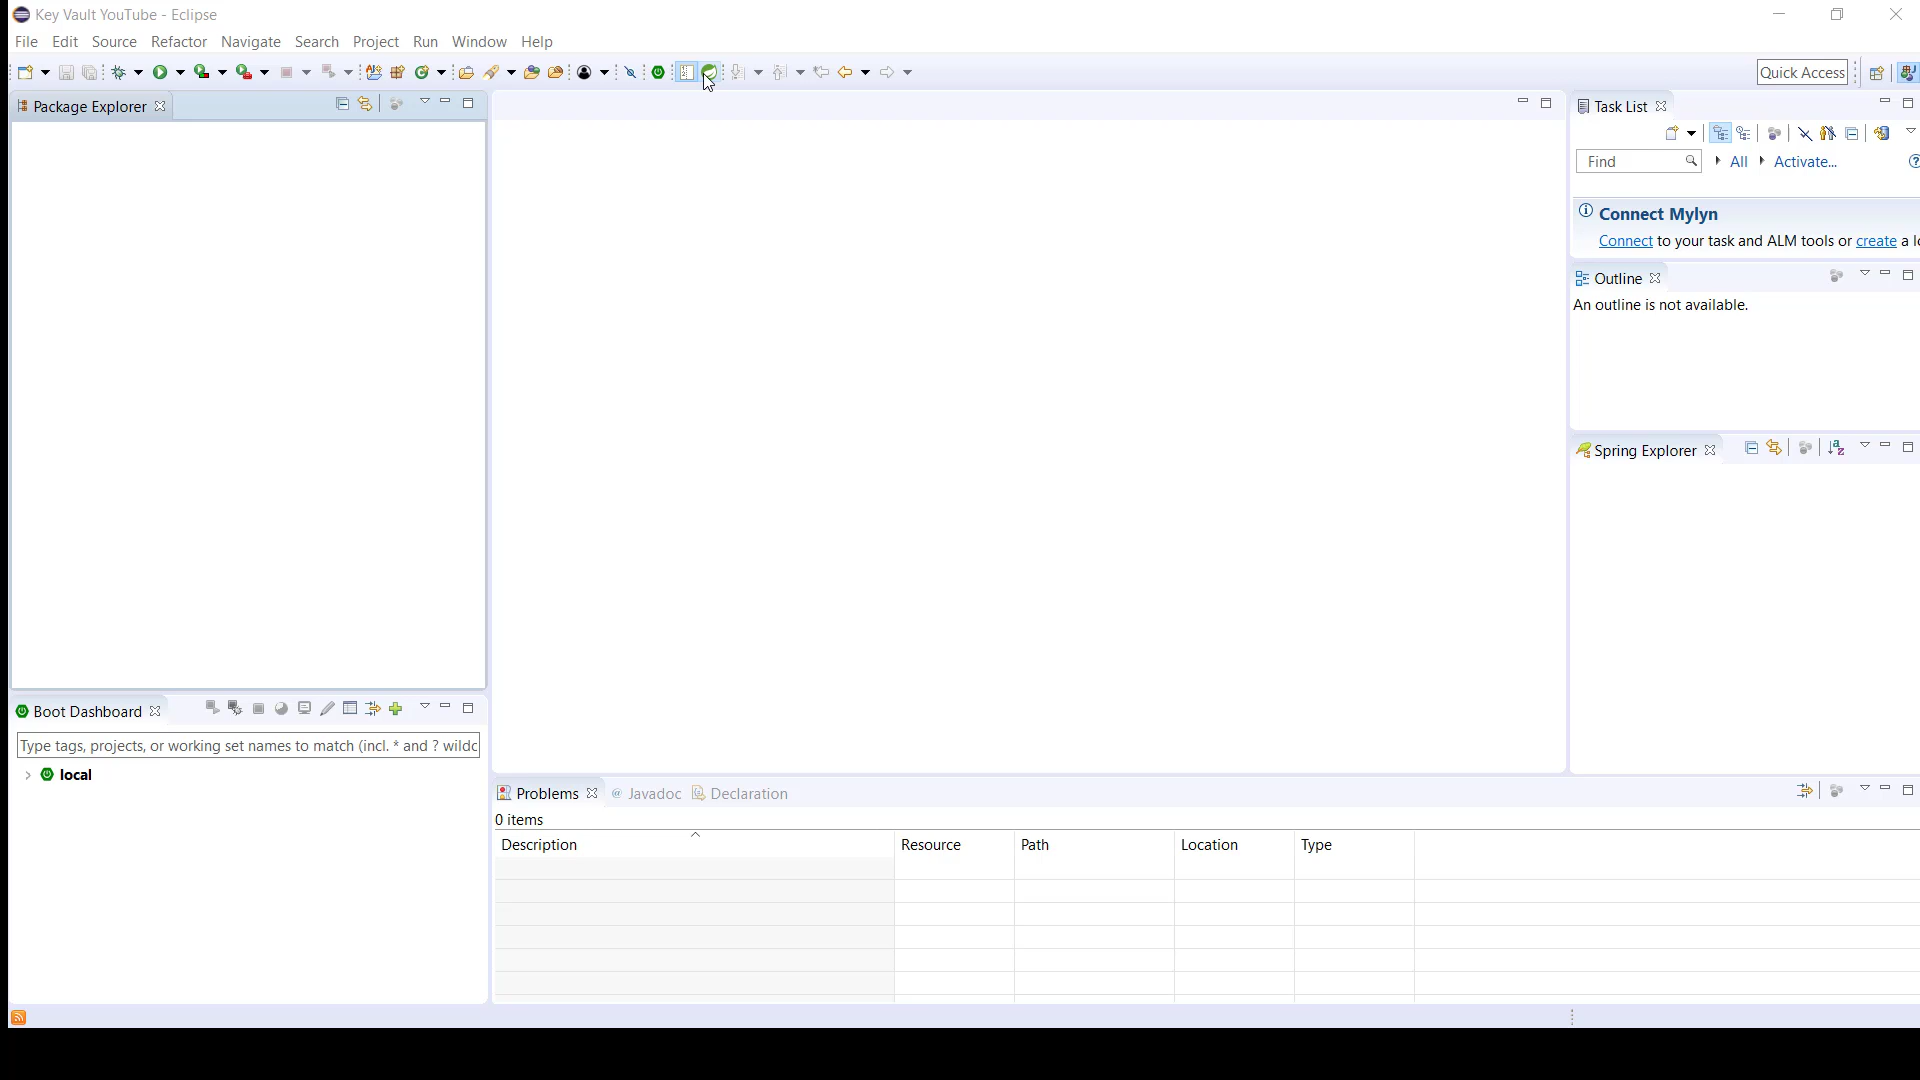 Key Vault YouTube - Eclipse
File Edit Source Refactor Navigate Search Project Run Window Help
Quick Access
Package Explorer
Task List
Find All Activate...
Connect Mylyn
Connect to your task and ALM tools or create a lo
Outline
An outline is not available.
Spring Explorer
Boot Dashboard
Type tags, projects, or working set names to match (incl. * and ? wildc
local
Problems @ Javadoc Declaration
0 items
Description Resource Path Location Type